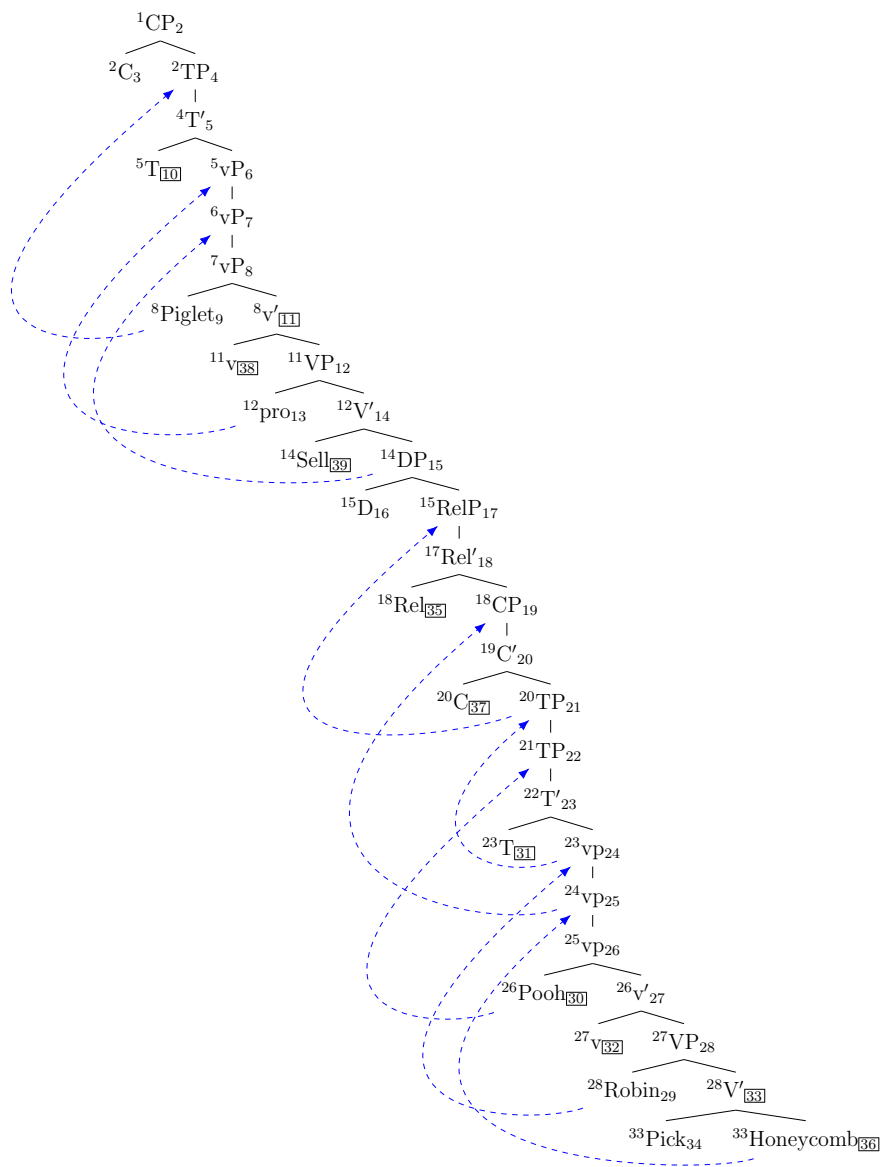 ¹CP₂
²C₃ ²TP₄
⁴T′₅
⁵T10 ⁵vP₆
⁶vP₇
⁷vP₈
⁸Piglet₉ ⁸v′11
¹¹v38 ¹¹VP₁₂
¹²pro₁₃ ¹²V′₁₄
¹⁴Sell39 ¹⁴DP₁₅
¹⁵D₁₆ ¹⁵RelP₁₇
¹⁷Rel′₁₈
¹⁸Rel35 ¹⁸CP₁₉
¹⁹C′₂₀
²⁰C37 ²⁰TP₂₁
²¹TP₂₂
²²T′₂₃
²³T31 ²³vp₂₄
²⁴vp₂₅
²⁵vp₂₆
²⁶Pooh30 ²⁶v′₂₇
²⁷v32 ²⁷VP₂₈
²⁸Robin₂₉ ²⁸V′33
³³Pick₃₄ ³³Honeycomb36